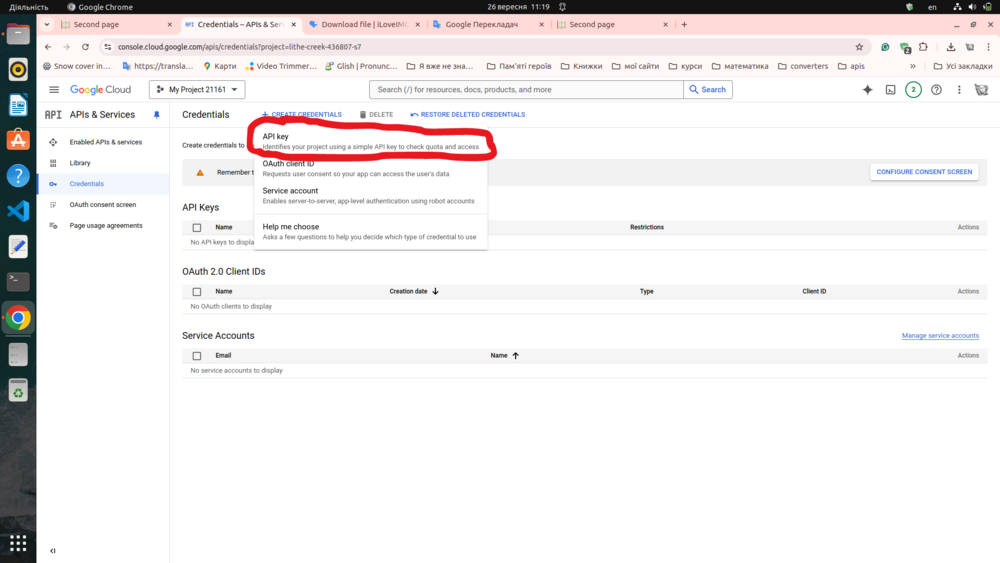 Діяльність
Google Chrome
26 вересня 11:19
en
Second page
Credentials – APIs & Serv
Download file | iLoveIMG
Google Перекладач
Second page
console.cloud.google.com/apis/credentials?project=lithe-creek-436807-s7
2
Snow cover in...
https://transla...
Карти
Video Trimmer...
Glish | Pronunc...
Я вже не зна...
Пам'яті героїв
Книжки
мої сайти
курси
математика
converters
apis
»
Усі закладки
Google Cloud
My Project 21161
Search (/) for resources, docs, products, and more
Search
2
API APIs & Services
Enabled APIs & services
Library
Credentials
OAuth consent screen
Page usage agreements
Credentials
+ CREATE CREDENTIALS
DELETE
RESTORE DELETED CREDENTIALS
Create credentials to
API key
Identifies your project using a simple API key to check quota and access
OAuth client ID
Requests user consent so your app can access the user's data
Service account
Enables server-to-server, app-level authentication using robot accounts
Help me choose
Asks a few questions to help you decide which type of credential to use
Remember
CONFIGURE CONSENT SCREEN
API Keys
Name
Restrictions
Actions
No API keys to displa
OAuth 2.0 Client IDs
Name
Creation date
Type
Client ID
Actions
No OAuth clients to display
Service Accounts
Manage service accounts
Email
Name
Actions
No service accounts to display